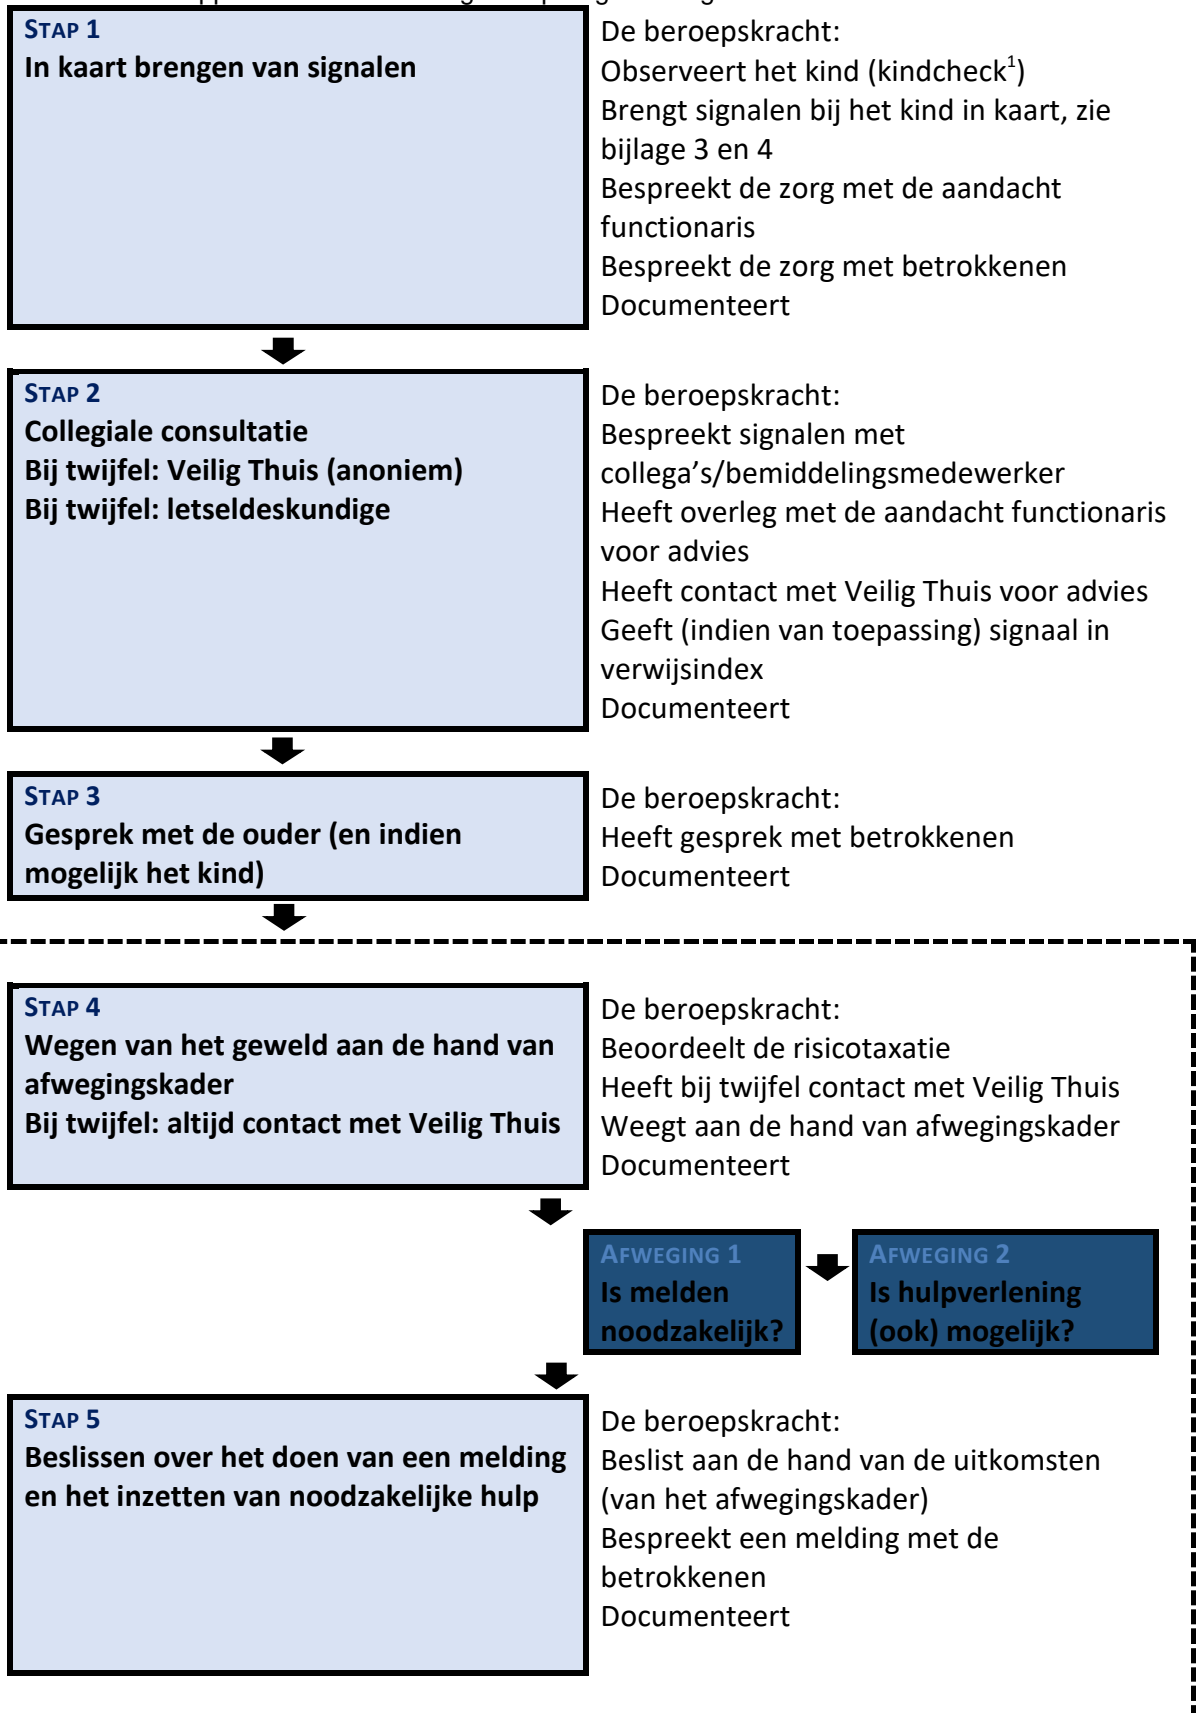 STAP 1
In kaart brengen van signalen
De beroepskracht:
Observeert het kind (kindcheck1)
Brengt signalen bij het kind in kaart, zie
bijlage 3 en 4
Bespreekt de zorg met de aandacht
functionaris
Bespreekt de zorg met betrokkenen
Documenteert
STAP 2
Collegiale consultatie
Bij twijfel: Veilig Thuis (anoniem)
Bij twijfel: letseldeskundige
De beroepskracht:
Bespreekt signalen met
collega’s/bemiddelingsmedewerker
Heeft overleg met de aandacht functionaris
voor advies
Heeft contact met Veilig Thuis voor advies
Geeft (indien van toepassing) signaal in
verwijsindex
Documenteert
STAP 3
Gesprek met de ouder (en indien
mogelijk het kind)
De beroepskracht:
Heeft gesprek met betrokkenen
Documenteert
STAP 4
Wegen van het geweld aan de hand van
afwegingskader
Bij twijfel: altijd contact met Veilig Thuis
De beroepskracht:
Beoordeelt de risicotaxatie
Heeft bij twijfel contact met Veilig Thuis
Weegt aan de hand van afwegingskader
Documenteert
AFWEGING 1
Is melden
noodzakelijk?
AFWEGING 2
Is hulpverlening
(ook) mogelijk?
STAP 5
Beslissen over het doen van een melding
en het inzetten van noodzakelijke hulp
De beroepskracht:
Beslist aan de hand van de uitkomsten
(van het afwegingskader)
Bespreekt een melding met de
betrokkenen
Documenteert